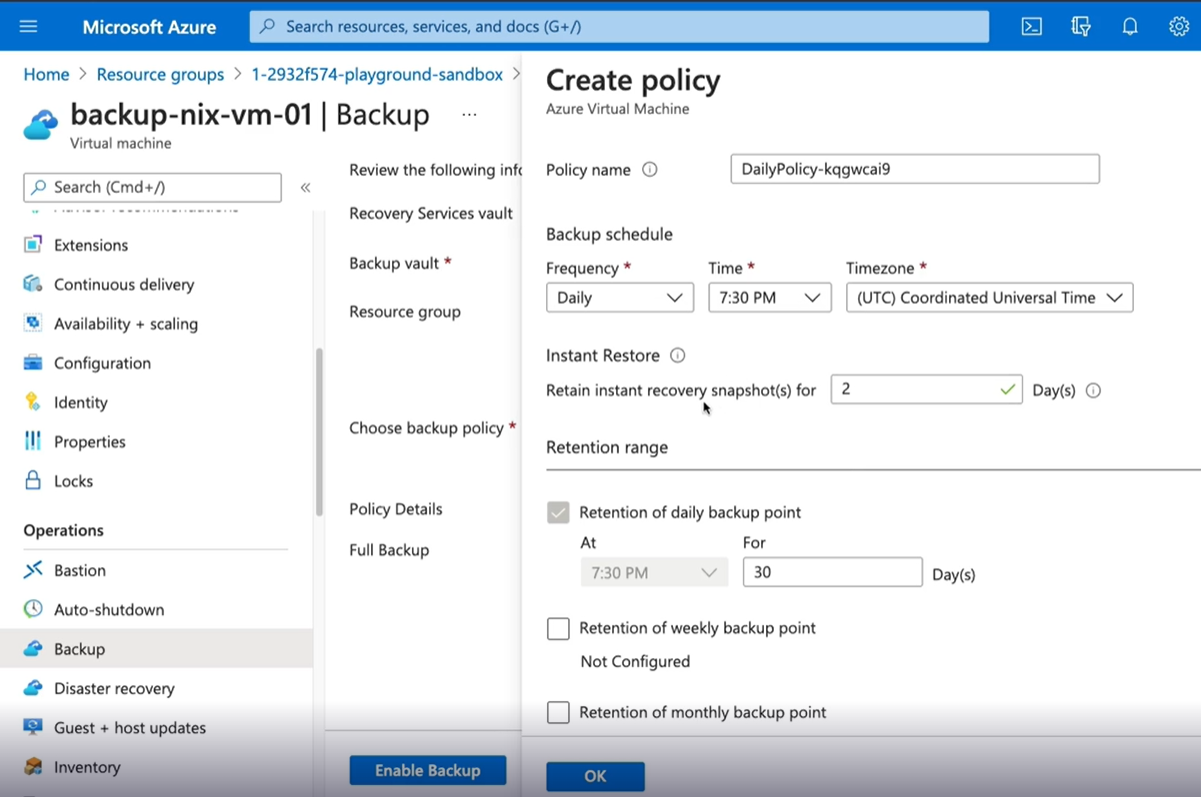 Microsoft Azure
Search resources, services, and docs (G+/)
Home > Resource groups > 1-2932f574-playground-sandbox >
backup-nix-vm-01 | Backup ...
Virtual machine
Search (Cmd+/)
«
Extensions
Continuous delivery
Availability + scaling
Configuration
Identity
Properties
Locks
Operations
Bastion
Auto-shutdown
Backup
Disaster recovery
Guest + host updates
Inventory
Review the following info
Recovery Services vault
Backup vault *
Resource group
Choose backup policy *
Policy Details
Full Backup
Enable Backup
Create policy
Azure Virtual Machine
Policy name DailyPolicy-kqgwcai9
Backup schedule
Frequency * Time * Timezone *
Daily 7:30 PM (UTC) Coordinated Universal Time
Instant Restore
Retain instant recovery snapshot(s) for 2 Day(s)
Retention range
Retention of daily backup point
At For
7:30 PM 30 Day(s)
Retention of weekly backup point
Not Configured
Retention of monthly backup point
OK